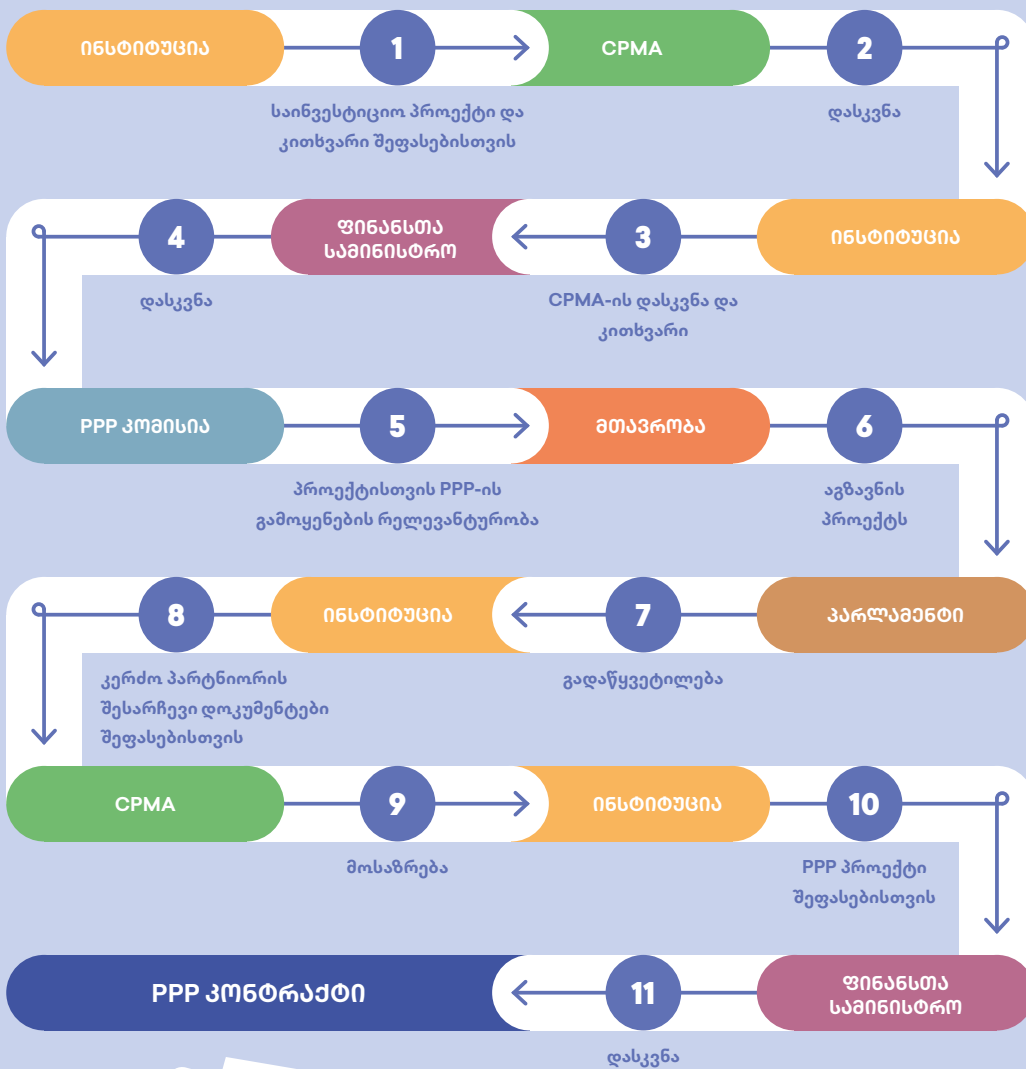 ინსტიტუცია
1
CPMA
2
საინვესტიციო პროექტი და
კითხვარი შეფასებისთვის
დასკვნა
4
ფინანსთა
სამინისტრო
3
ინსტიტუცია
დასკვნა
CPMA-ის დასკვნა და
კითხვარი
PPP კომისია
5
მთავრობა
6
პროექტისთვის PPP-ის
გამოყენების რელევანტურობა
აგზავნის
პროექტს
8
ინსტიტუცია
7
პარლამენტი
კერძო პარტნიორის
შესარჩევი დოკუმენტები
შეფასებისთვის
გადაწყვეტილება
CPMA
9
ინსტიტუცია
10
მოსაზრება
PPP პროექტი
შეფასებისთვის
PPP კონტრაქტი
11
ფინანსთა
სამინისტრო
დასკვნა